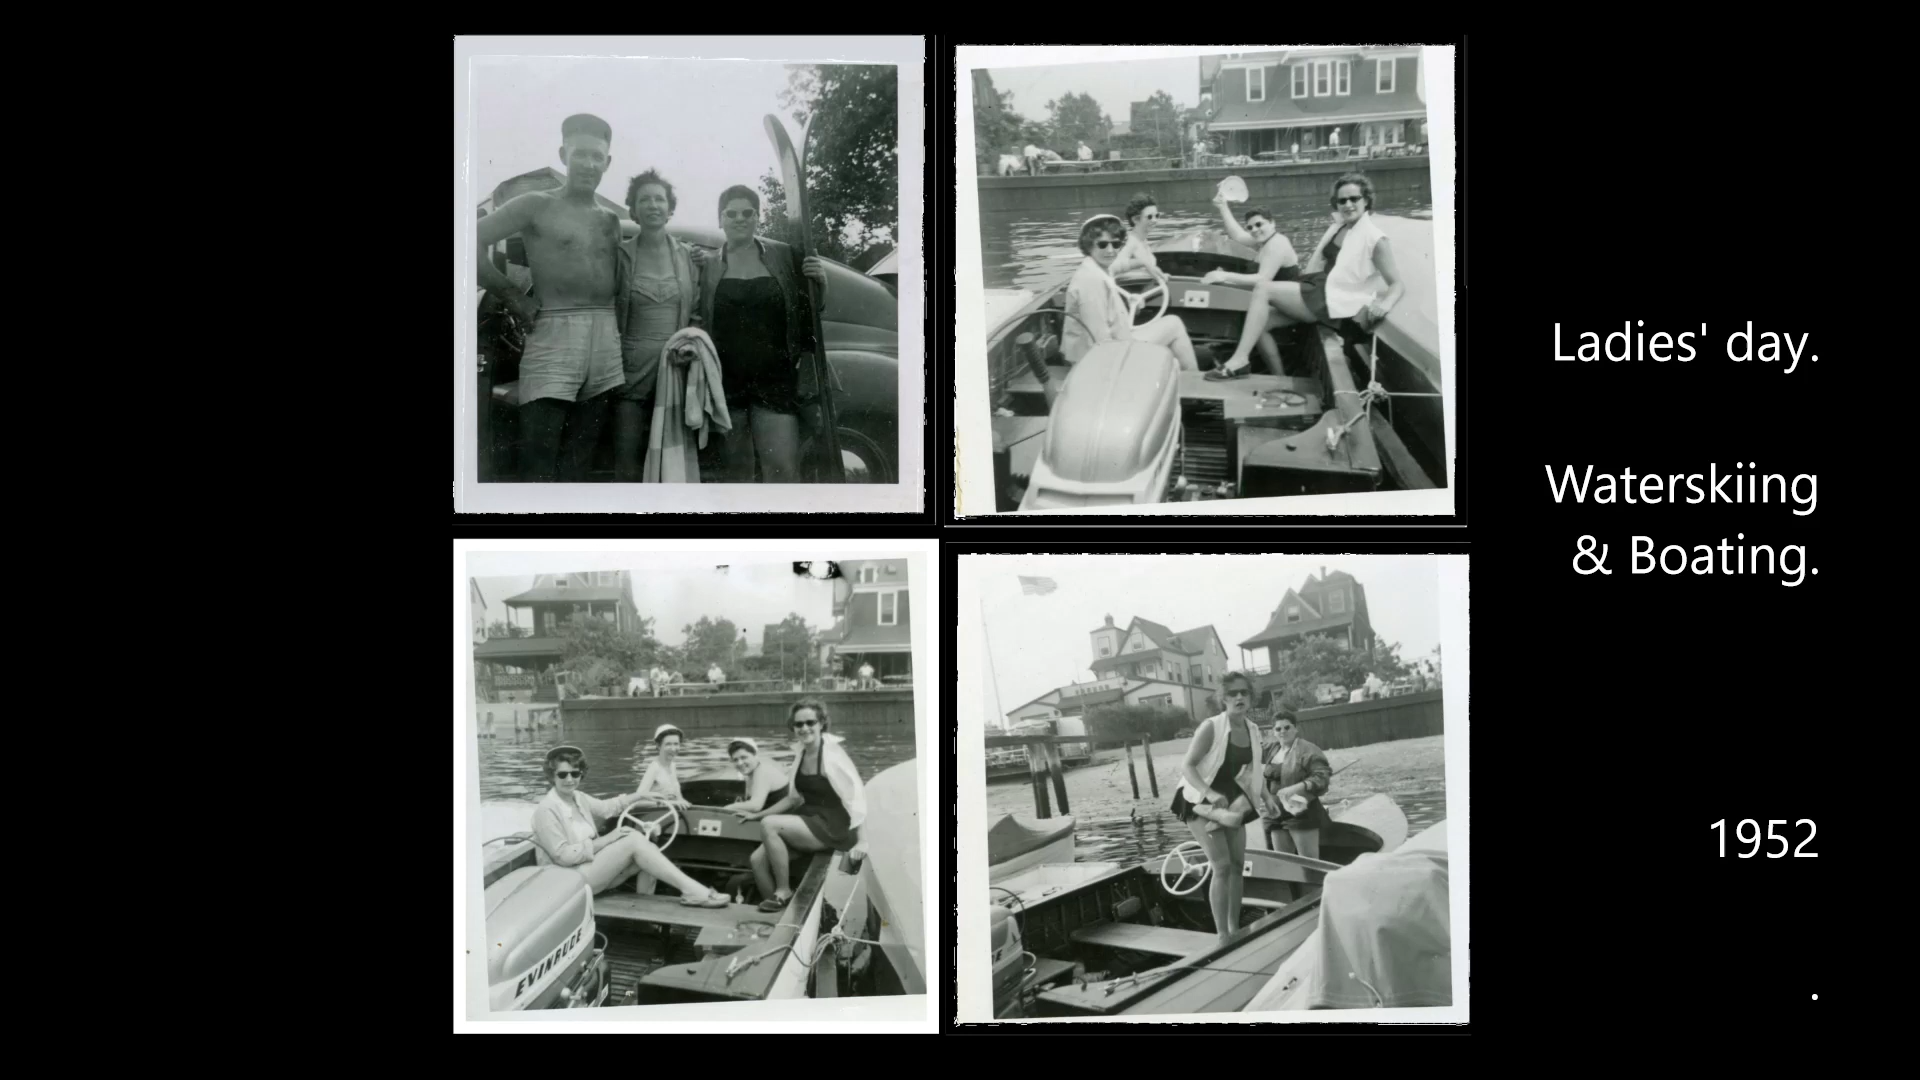 Ladies' day.
Waterskiing
& Boating.
1952
.
EVINRUDE